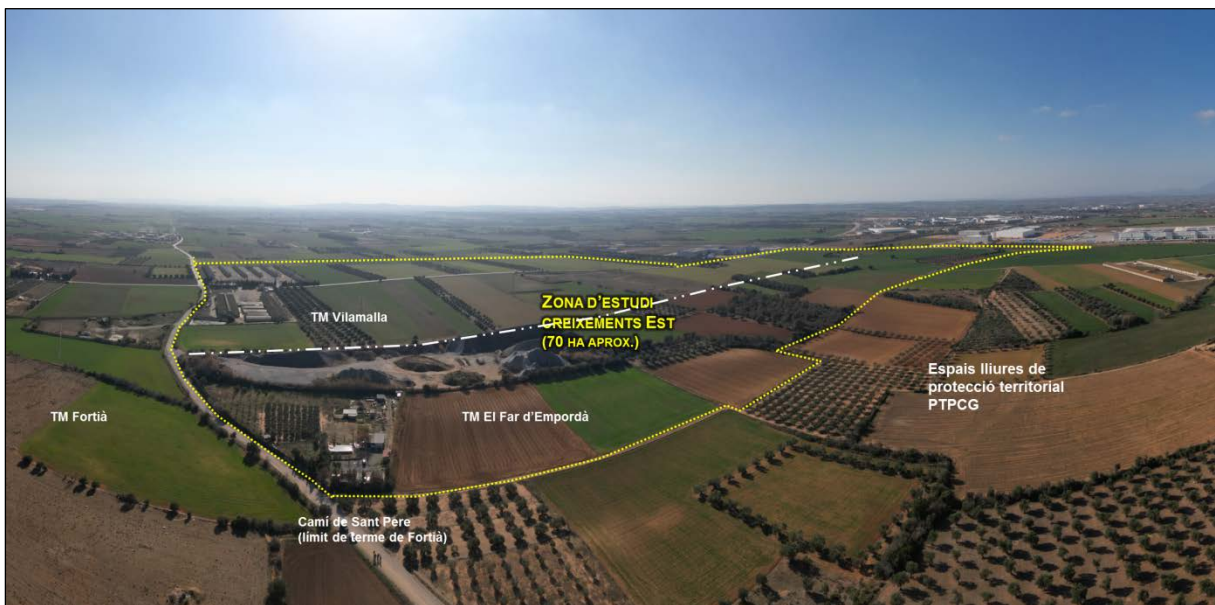 ZONA D'ESTUDI
CREIXEMENTS EST
(70 HA APROX.)
TM Vilamalla
Espais lliures de
protecció territorial
PTPCG
TM Fortià
TM El Far d'Empordà
Camí de Sant Pere
(límit de terme de Fortià)